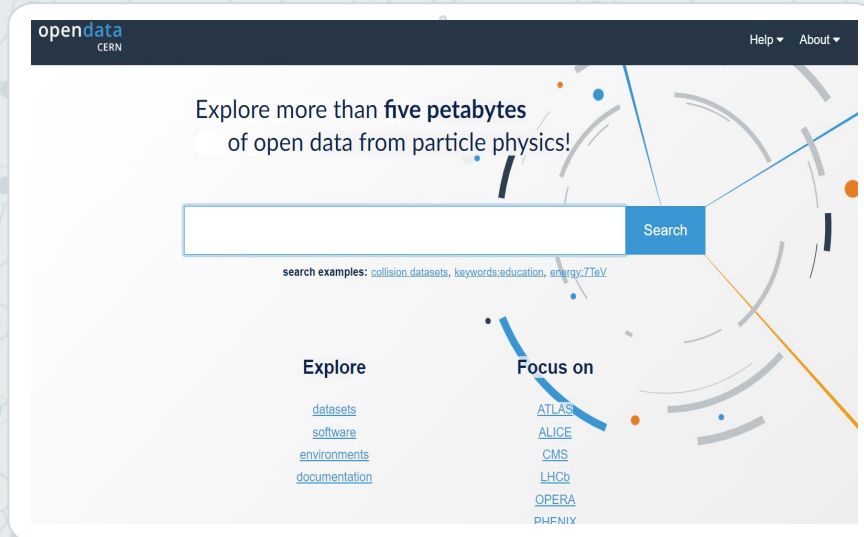 opendata
CERN
Help
About
Explore more than five petabytes
of open data from particle physics!
Search
search examples: collision datasets, keywords:education, energy:7TeV
Explore
datasets
software
environments
documentation
Focus on
ATLAS
ALICE
CMS
LHCb
OPERA
PHENIX